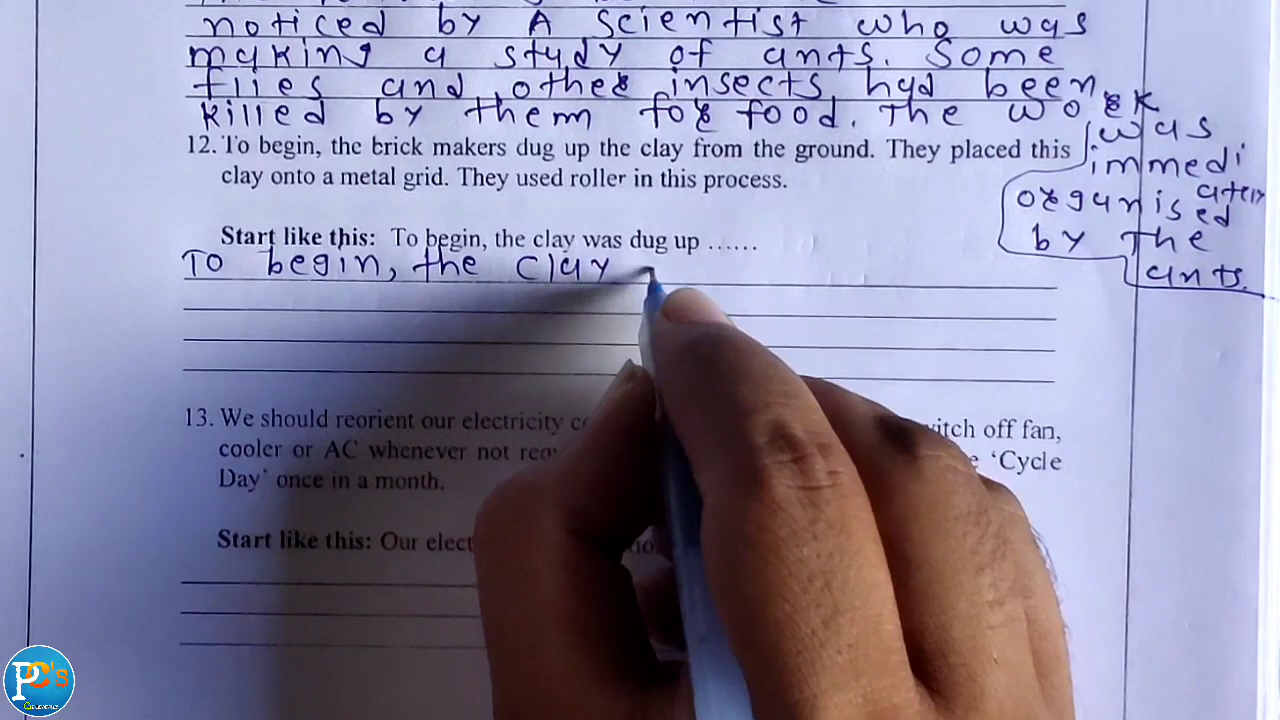 noticed by A scientist who was
making a study of ants. Some
flies and other insects had been
killed by them for food. The work
was
immedi
ately
organised
by the
ants.
12. To begin, the brick makers dug up the clay from the ground. They placed this
clay onto a metal grid. They used roller in this process.
Start like this: To begin, the clay was dug up ......
To begin, the clay
13. We should reorient our electricity switch off fan,
cooler or AC whenever not ‘Cycle
Day’ once in a month.
Start like this: Our
PC's